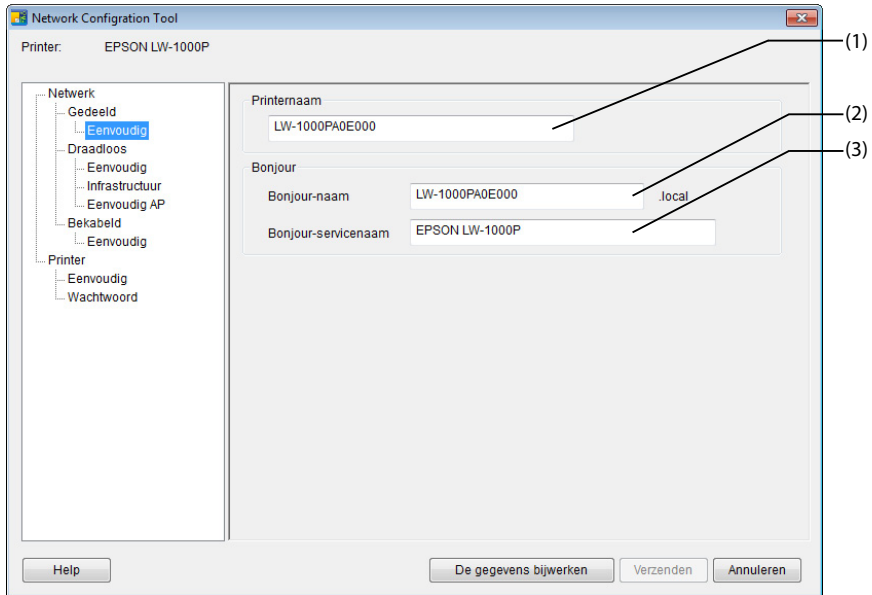 Network Configration Tool
Printer: EPSON LW-1000P
(1)
(2)
(3)
Netwerk
Gedeeld
Eenvoudig
Draadloos
Eenvoudig
Infrastructuur
Eenvoudig AP
Bekabeld
Eenvoudig
Printer
Eenvoudig
Wachtwoord
Printernaam
LW-1000PA0E000
Bonjour
Bonjour-naam LW-1000PA0E000 .local
Bonjour-servicenaam EPSON LW-1000P
Help De gegevens bijwerken Verzenden Annuleren